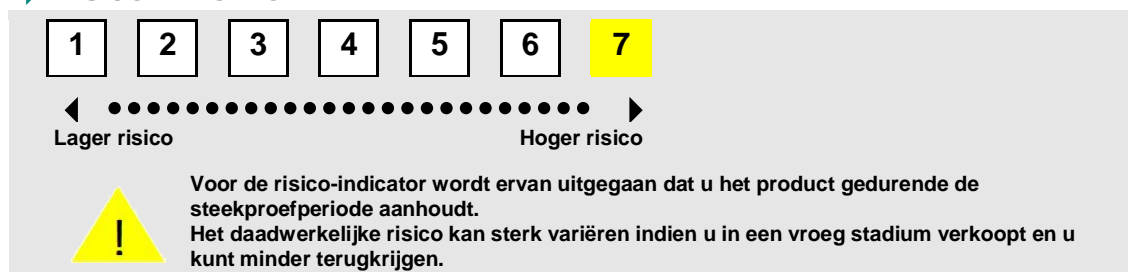 1 2 3 4 5 6 7
Lager risico Hoger risico
Voor de risico-indicator wordt ervan uitgegaan dat u het product gedurende de
steekproefperiode aanhoudt.
!
Het daadwerkelijke risico kan sterk variëren indien u in een vroeg stadium verkoopt en u
kunt minder terugkrijgen.